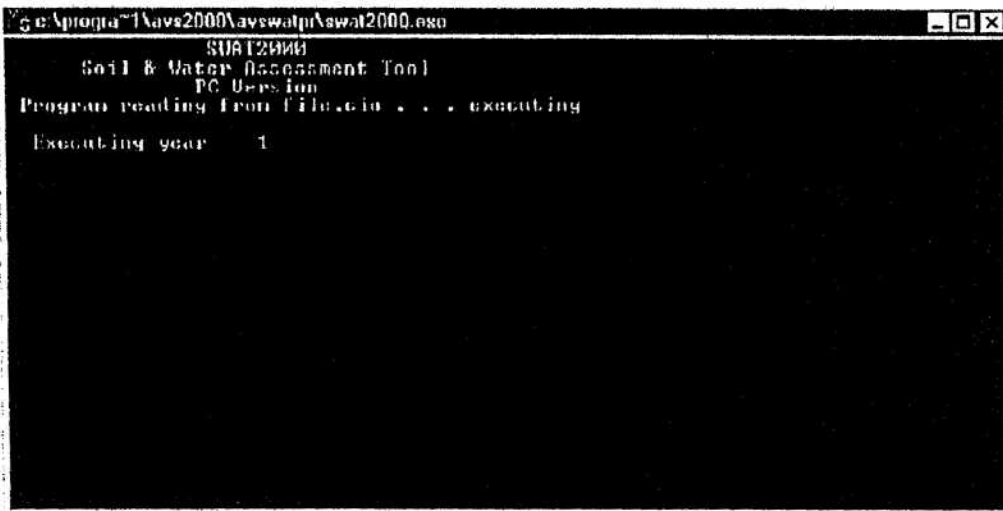 c:\progra~1\avs2000\avswatpr\swat2000.exe
SWAT2000
Soil & Water Assessment Tool
PC Version
Program reading from file.cio . . . executing
Executing year 1